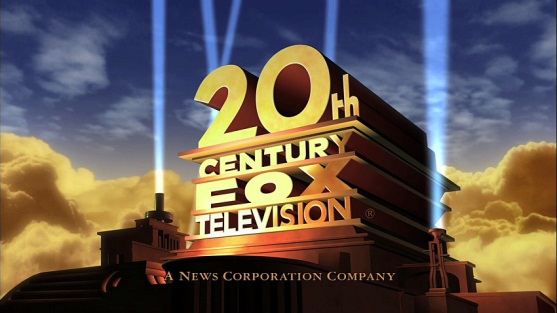 20th
CENTURY
FOX
TELEVISION ®
A NEWS CORPORATION COMPANY